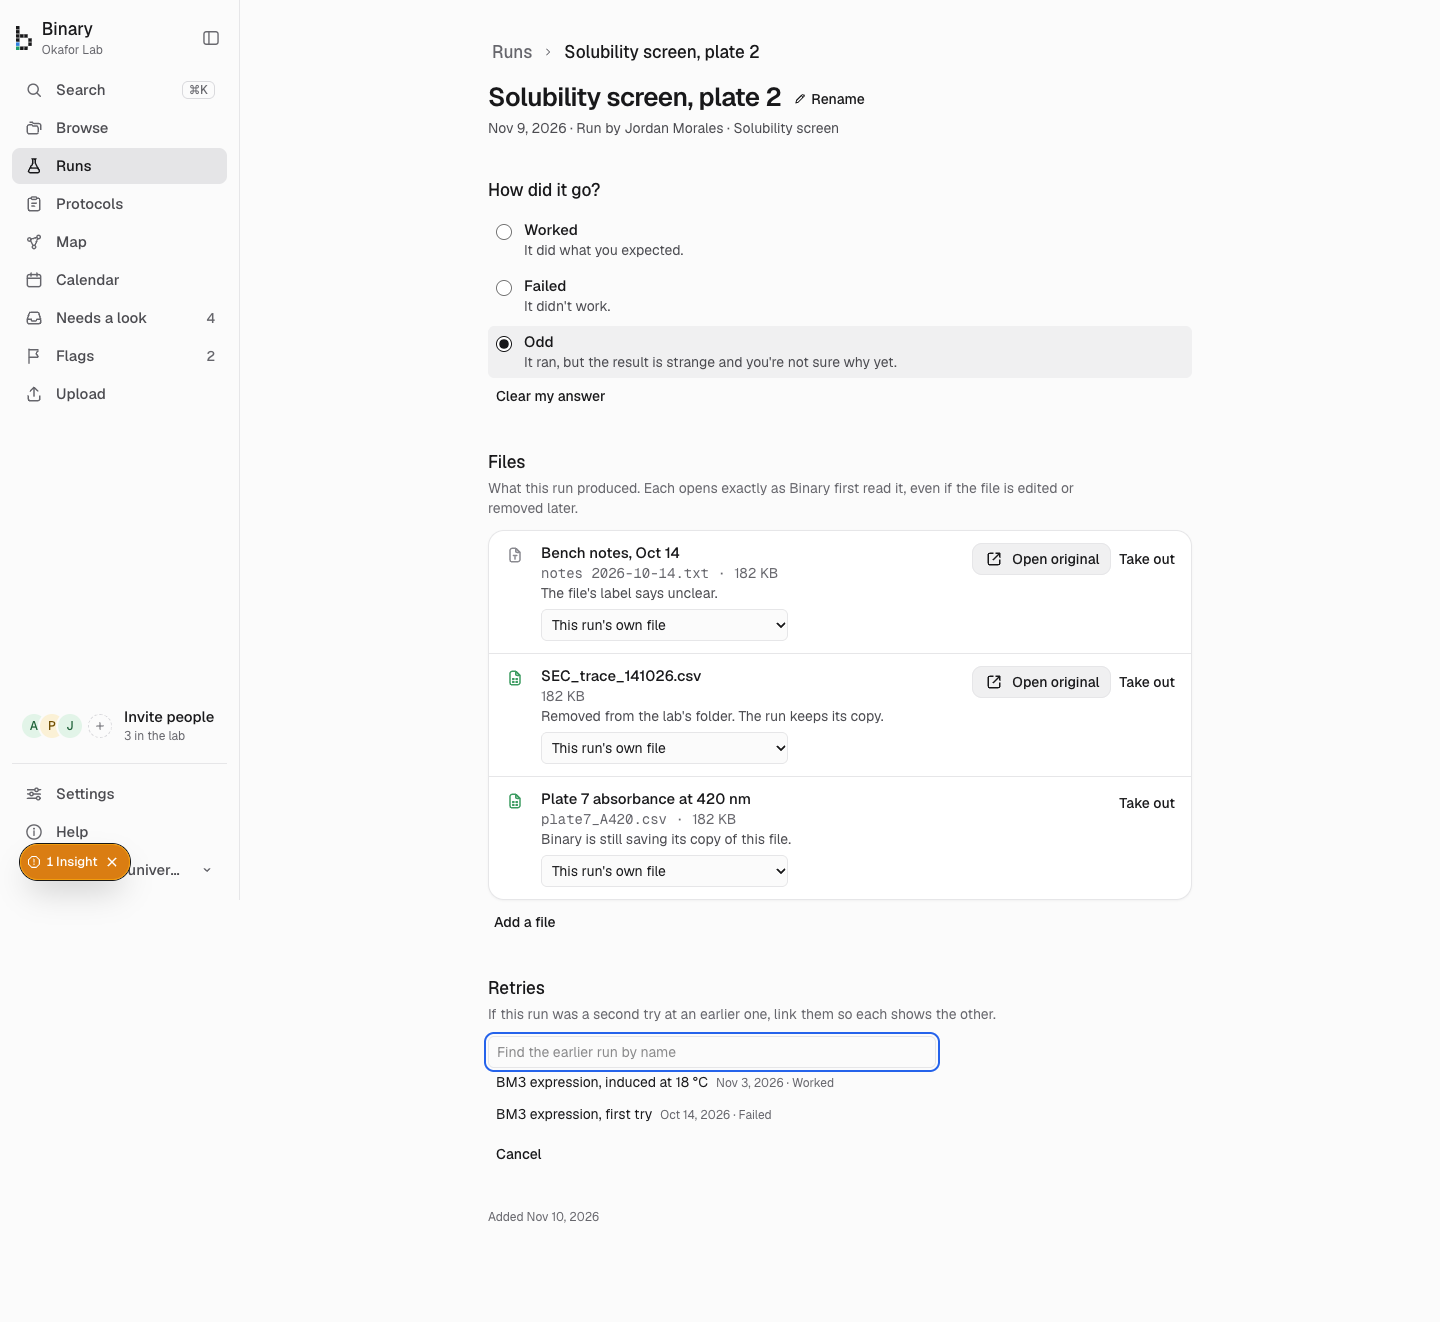 Binary
Okafor Lab
Search ⌘K
Browse
Runs
Protocols
Map
Calendar
Needs a look 4
Flags 2
Upload
A P J
Invite people
3 in the lab
Settings
Help
1 Insight
univer...
Runs › Solubility screen, plate 2
Solubility screen, plate 2 Rename
Nov 9, 2026 · Run by Jordan Morales · Solubility screen
How did it go?
Worked
It did what you expected.
Failed
It didn't work.
Odd
It ran, but the result is strange and you're not sure why yet.
Clear my answer
Files
What this run produced. Each opens exactly as Binary first read it, even if the file is edited or
removed later.
Bench notes, Oct 14 Open original Take out
notes 2026-10-14.txt · 182 KB
The file's label says unclear.
This run's own file
SEC_trace_141026.csv Open original Take out
182 KB
Removed from the lab's folder. The run keeps its copy.
This run's own file
Plate 7 absorbance at 420 nm Take out
plate7_A420.csv · 182 KB
Binary is still saving its copy of this file.
This run's own file
Add a file
Retries
If this run was a second try at an earlier one, link them so each shows the other.
Find the earlier run by name
BM3 expression, induced at 18 °C Nov 3, 2026 · Worked
BM3 expression, first try Oct 14, 2026 · Failed
Cancel
Added Nov 10, 2026